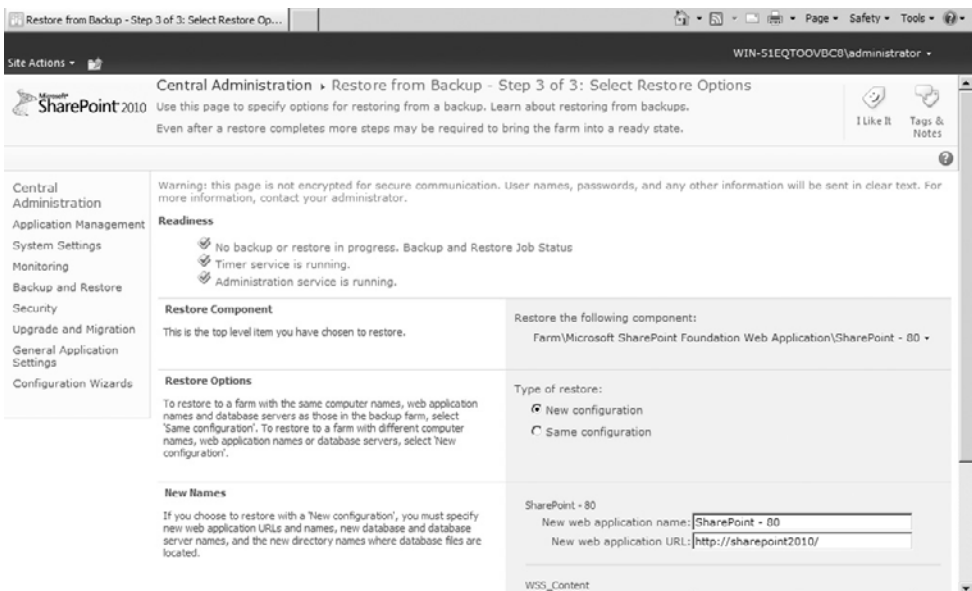 Restore from Backup - Step 3 of 3: Select Restore Op...
Page
Safety
Tools
Site Actions
WIN-51EQTOOVBC8\administrator
Microsoft
SharePoint 2010
Central Administration ▸ Restore from Backup - Step 3 of 3: Select Restore Options
Use this page to specify options for restoring from a backup. Learn about restoring from backups.
Even after a restore completes more steps may be required to bring the farm into a ready state.
I Like It
Tags &
Notes
Central
Administration
Application Management
System Settings
Monitoring
Backup and Restore
Security
Upgrade and Migration
General Application
Settings
Configuration Wizards
Warning: this page is not encrypted for secure communication. User names, passwords, and any other information will be sent in clear text. For
more information, contact your administrator.
Readiness
No backup or restore in progress. Backup and Restore Job Status
Timer service is running.
Administration service is running.
Restore Component
This is the top level item you have chosen to restore.
Restore the following component:
Farm\Microsoft SharePoint Foundation Web Application\SharePoint - 80
Restore Options
To restore to a farm with the same computer names, web application
names and database servers as those in the backup farm, select
'Same configuration'. To restore to a farm with different computer
names, web application names or database servers, select 'New
configuration'.
Type of restore:
New configuration
Same configuration
New Names
If you choose to restore with a 'New configuration', you must specify
new web application URLs and names, new database and database
server names, and the new directory names where database files are
located.
SharePoint - 80
New web application name: SharePoint - 80
New web application URL: http://sharepoint2010/
WSS_Content